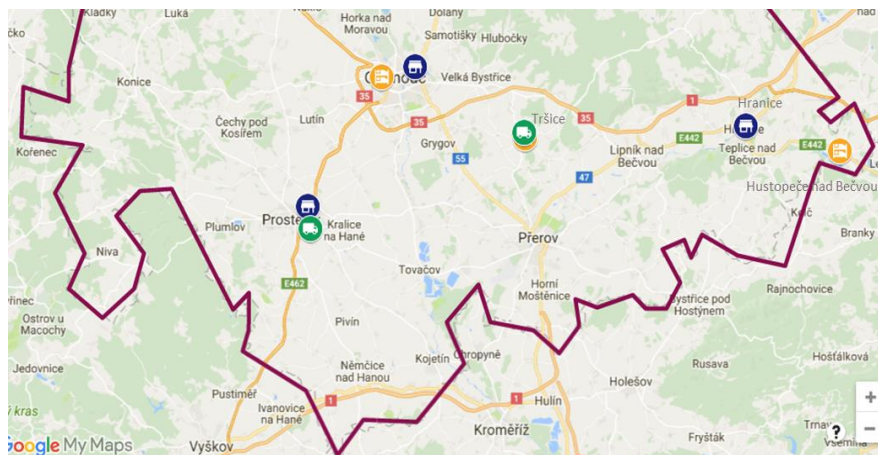 Kladky
Luká
Dolany
Horka nad
Moravou
Samotišky
Hlubočky
Konice
Velká Bystřice
35
1
Hranice
Lutín
Čechy pod
Kosířem
35
Tršice
35
Kořenec
Grygov
55
Lipník nad
Bečvou
E442
Teplice nad
Bečvou
E442
47
Hustopeče nad Bečvou
Plumlov
Kralice
na Hané
Přerov
Branky
Niva
Tovačov
E462
Horní
Moštěnice
Rajnochovice
Bystřice pod
Hostýnem
Ostrov u
Macochy
Pivín
Jedovnice
Němčice
nad Hanou
Kojetín
Chropyně
Rusava
Hošťálková
Pustiměř
Holešov
1
1
Hulín
Ivanovice
na Hané
Kroměříž
Fryšták
Vyškov
Google My Maps
+
?
−